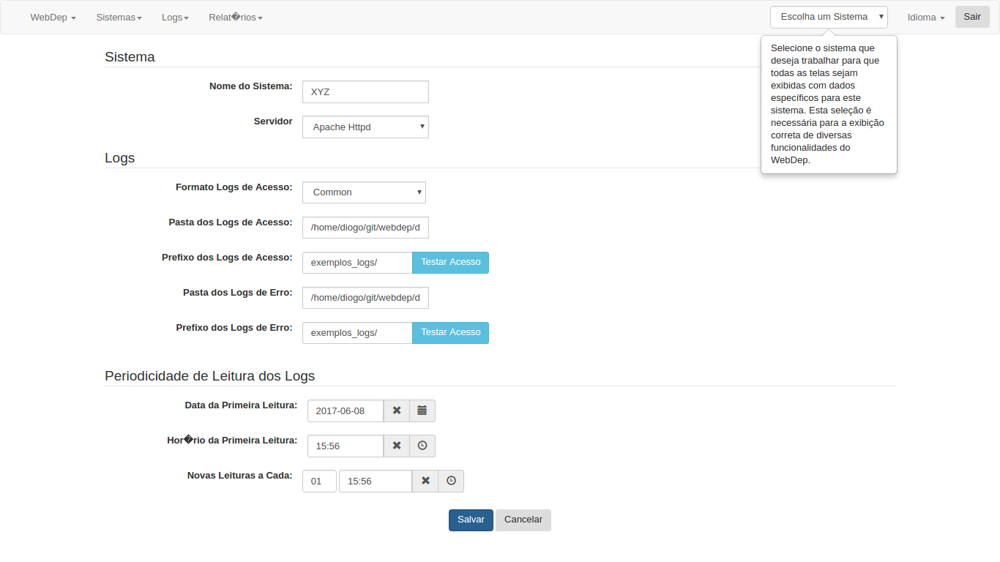 WebDep Sistemas Logs Relat�rios Escolha um Sistema Idioma Sair
Selecione o sistema que
deseja trabalhar para que
todas as telas sejam
exibidas com dados
específicos para este
sistema. Esta seleção é
necessária para a exibição
correta de diversas
funcionalidades do
WebDep.
Sistema
Nome do Sistema: XYZ
Servidor Apache Httpd
Logs
Formato Logs de Acesso: Common
Pasta dos Logs de Acesso: /home/diogo/git/webdep/d
Prefixo dos Logs de Acesso: exemplos_logs/ Testar Acesso
Pasta dos Logs de Erro: /home/diogo/git/webdep/d
Prefixo dos Logs de Erro: exemplos_logs/ Testar Acesso
Periodicidade de Leitura dos Logs
Data da Primeira Leitura: 2017-06-08
Hor�rio da Primeira Leitura: 15:56
Novas Leituras a Cada: 01 15:56
Salvar Cancelar